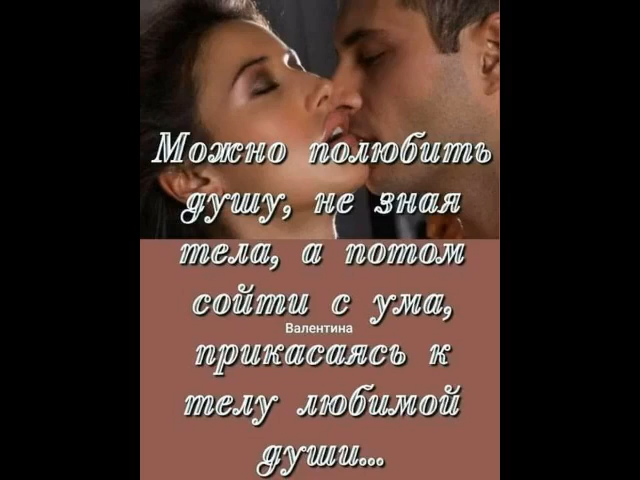 Можно полюбить
душу, не зная
тела, а потом
сойти с ума,
Валентина
прикасаясь к
телу любимой
души...